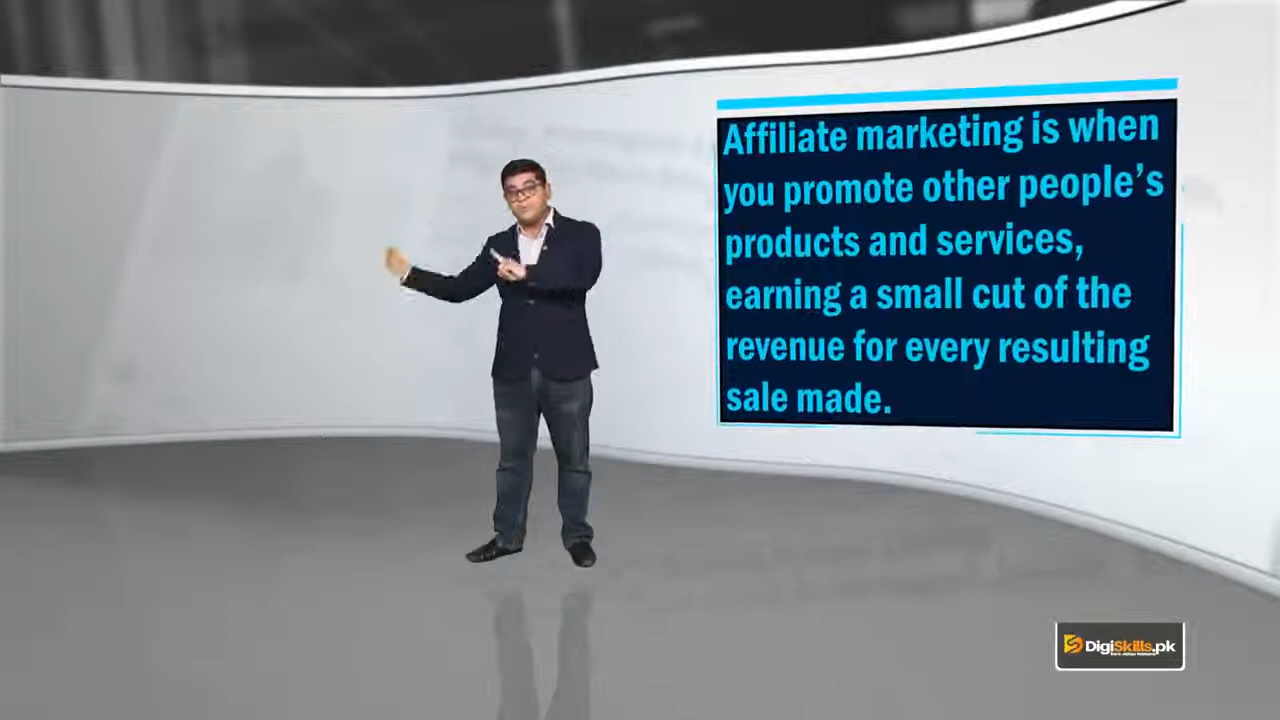 Affiliate marketing is when
you promote other people's
products and services,
earning a small cut of the
revenue for every resulting
sale made.
DigiSkills.pk